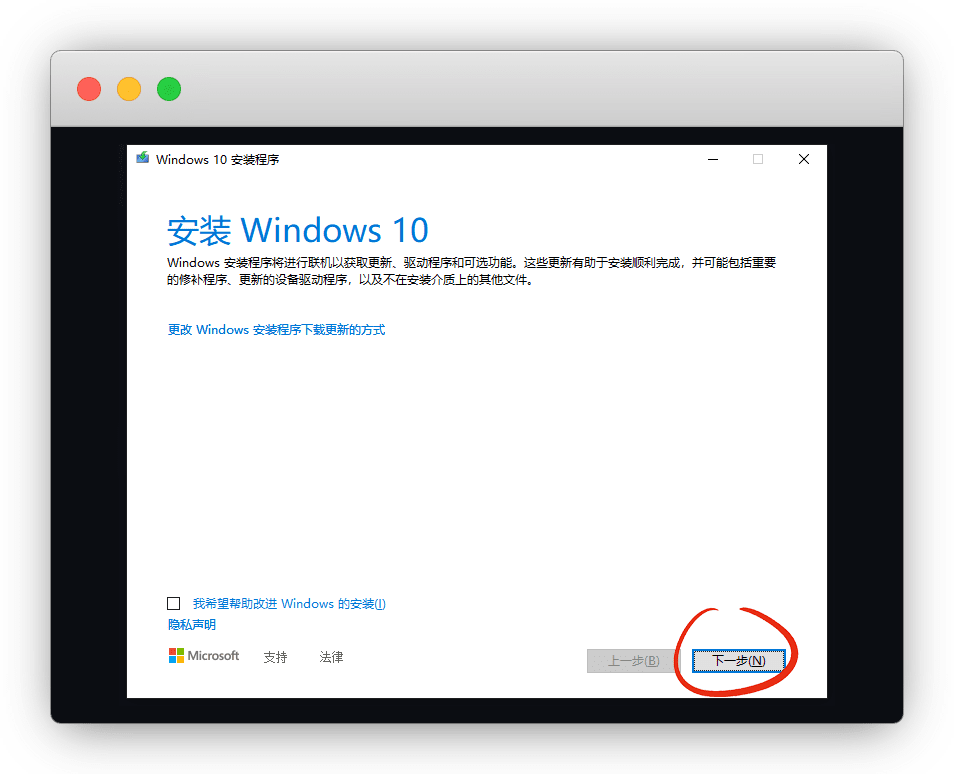 Windows 10 安装程序
安装 Windows 10
Windows 安装程序将进行联机以获取更新、驱动程序和可选功能。这些更新有助于安装顺利完成，并可能包括重要
的修补程序、更新的设备驱动程序，以及不在安装介质上的其他文件。
更改 Windows 安装程序下载更新的方式
我希望帮助改进 Windows 的安装(I)
隐私声明
Microsoft 支持 法律 上一步(B) 下一步(N)